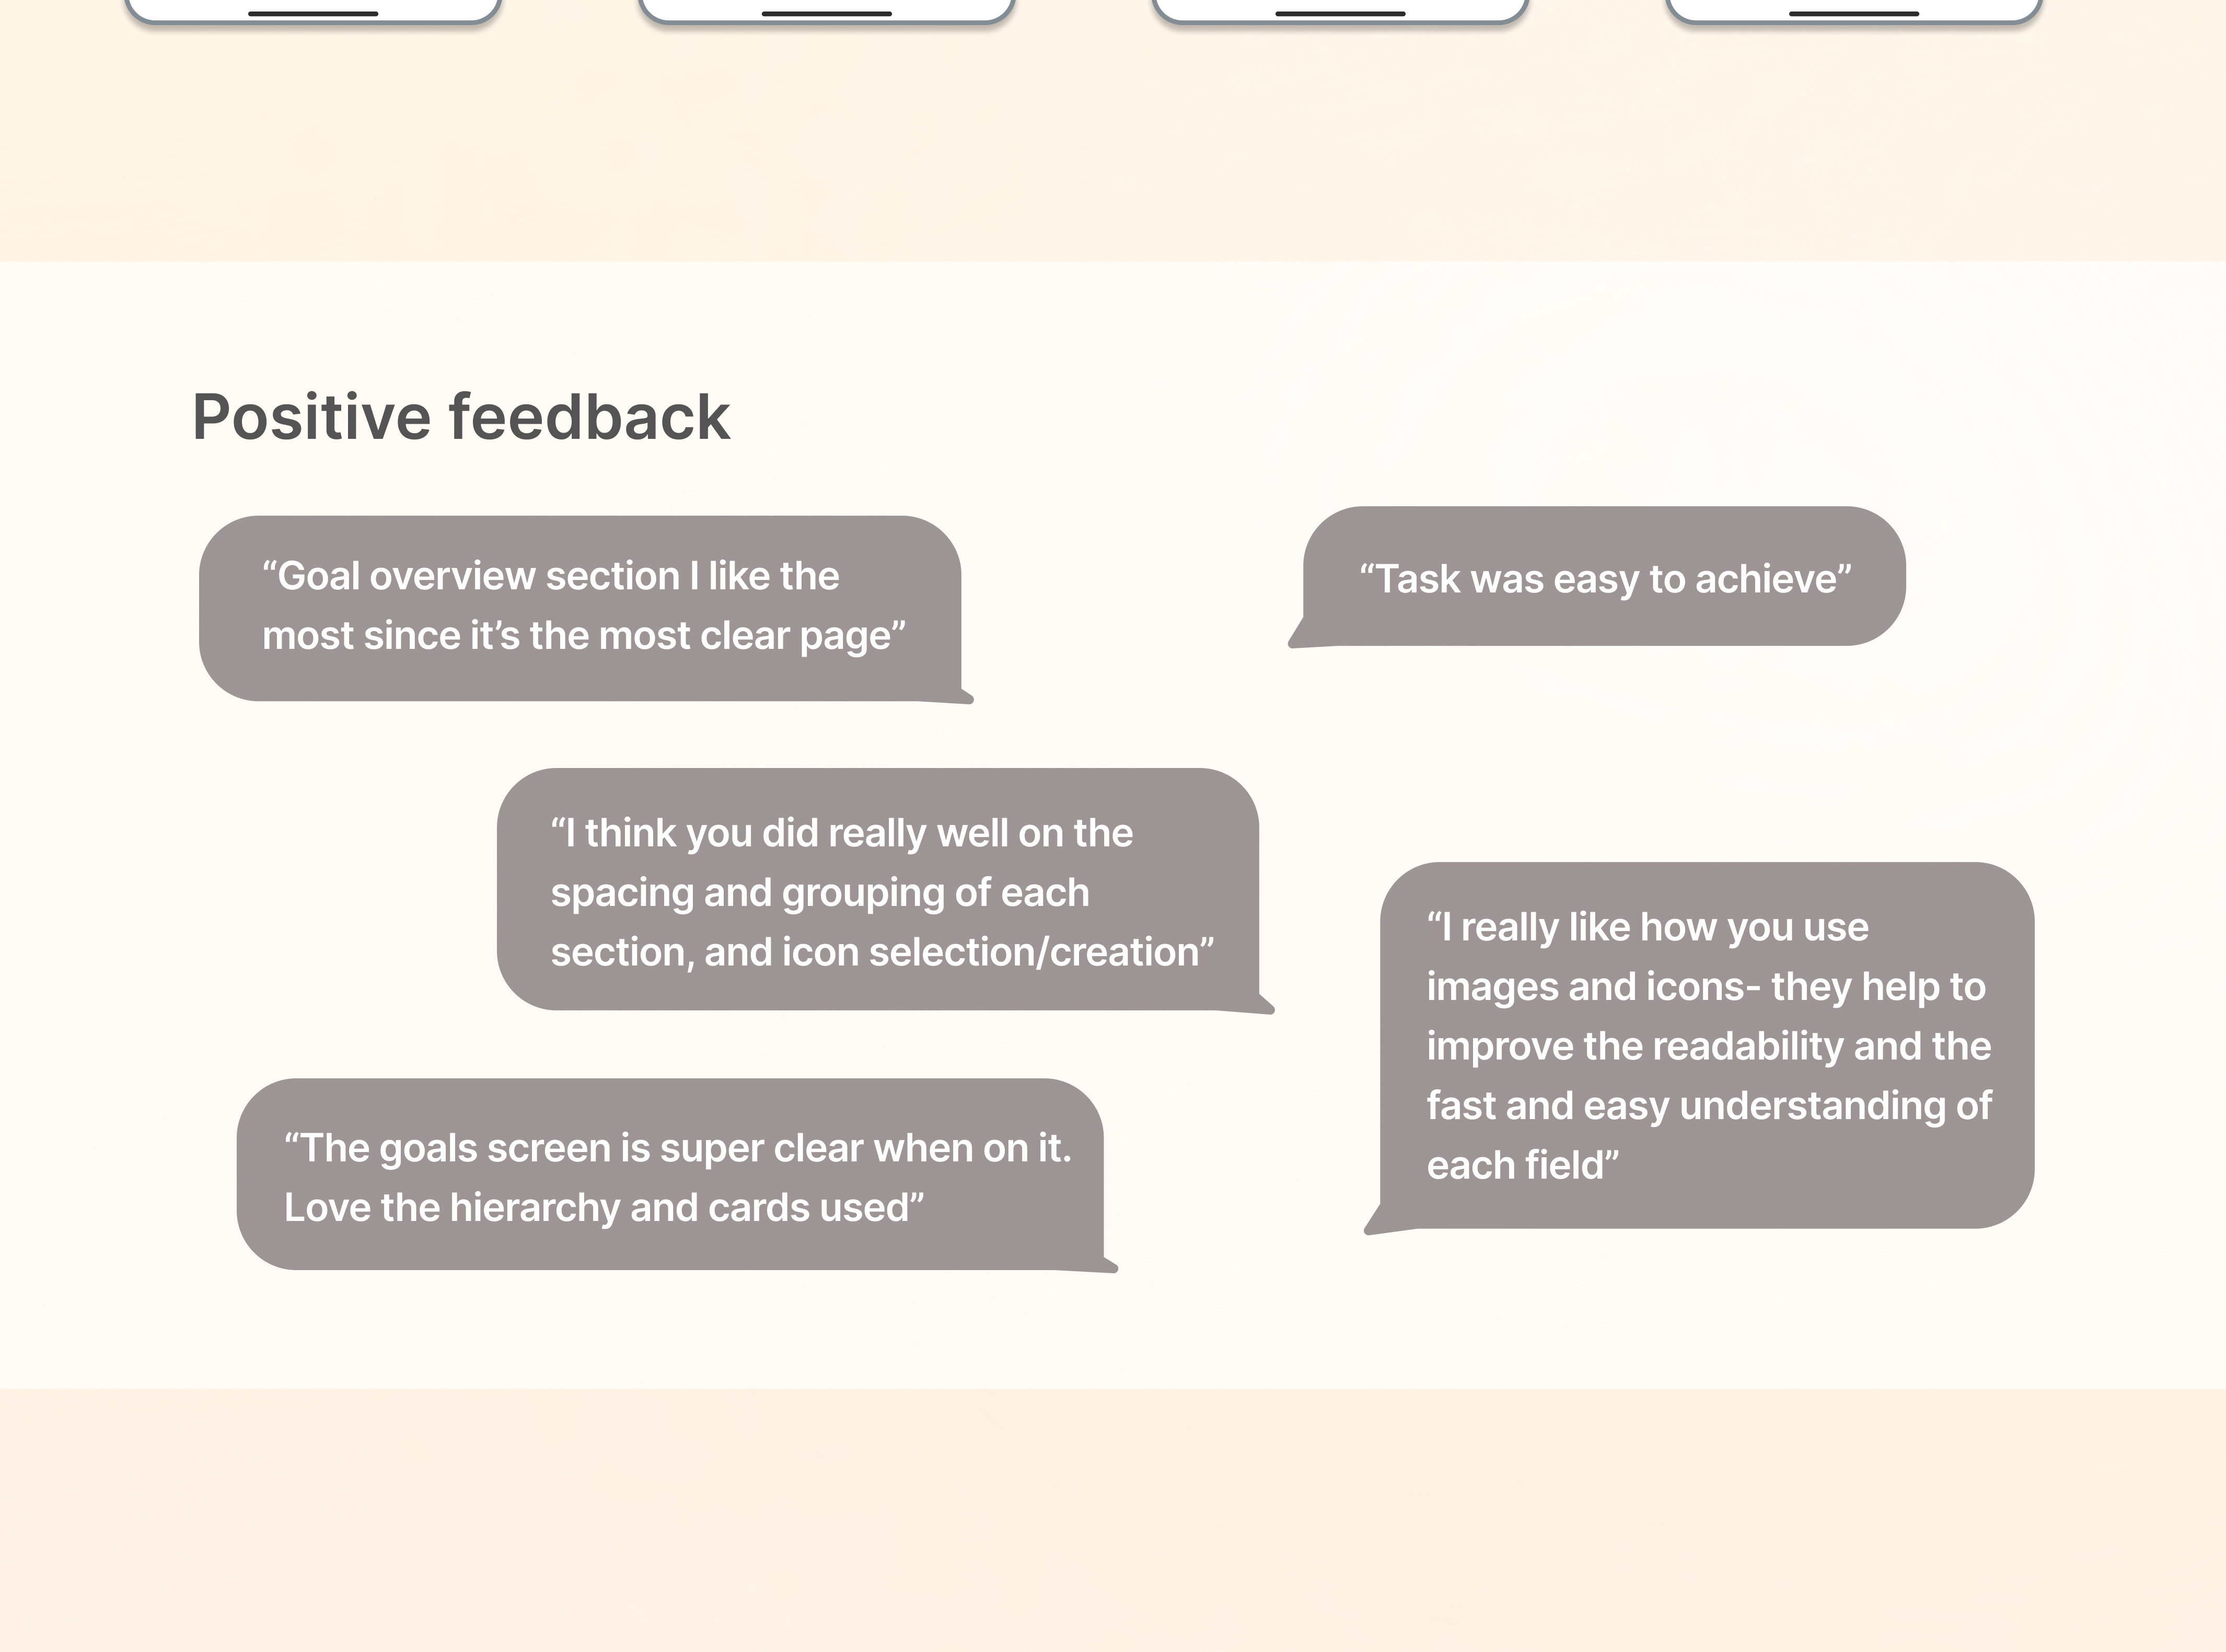 Positive feedback
“Goal overview section I like the
most since it’s the most clear page”
“Task was easy to achieve”
“I think you did really well on the
spacing and grouping of each
section, and icon selection/creation”
“I really like how you use
images and icons- they help to
improve the readability and the
fast and easy understanding of
each field”
“The goals screen is super clear when on it.
Love the hierarchy and cards used”